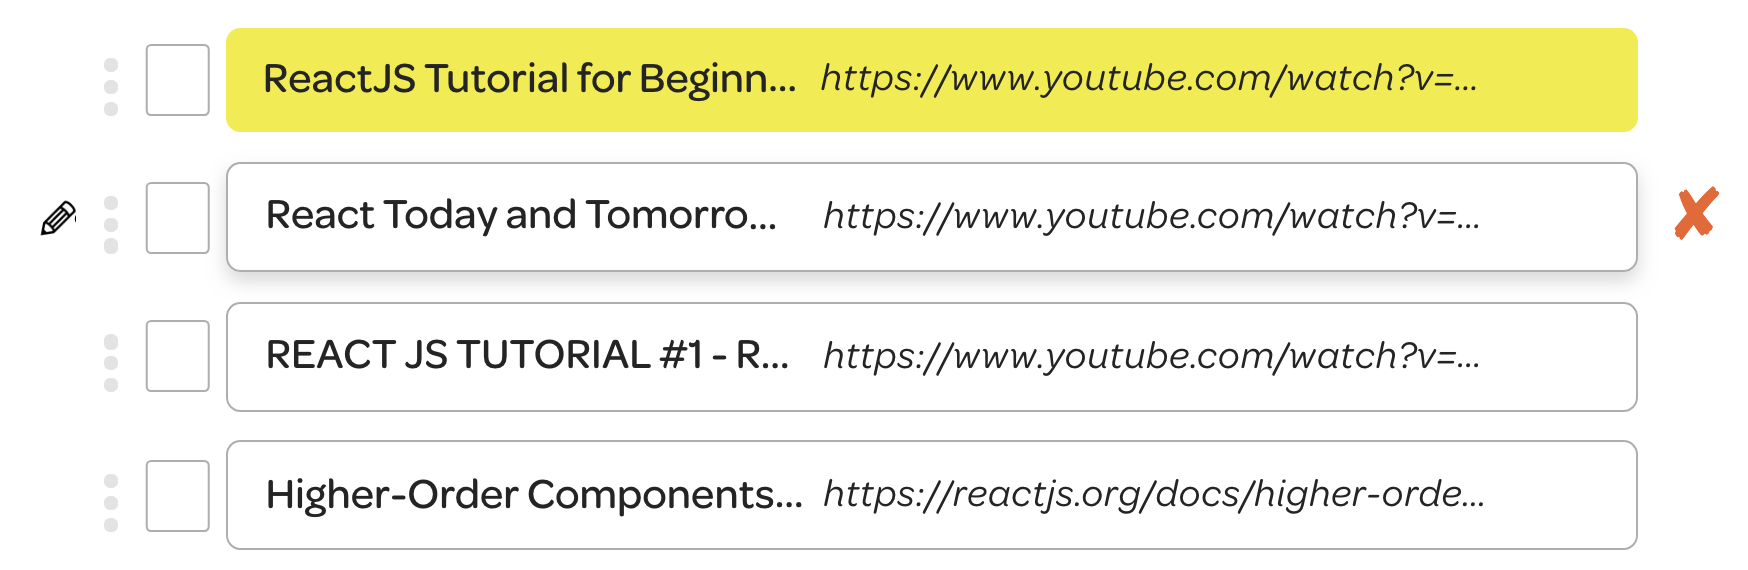 ReactJS Tutorial for Beginn... https://www.youtube.com/watch?v=...
React Today and Tomorro... https://www.youtube.com/watch?v=...
REACT JS TUTORIAL #1 - R... https://www.youtube.com/watch?v=...
Higher-Order Components... https://reactjs.org/docs/higher-orde...